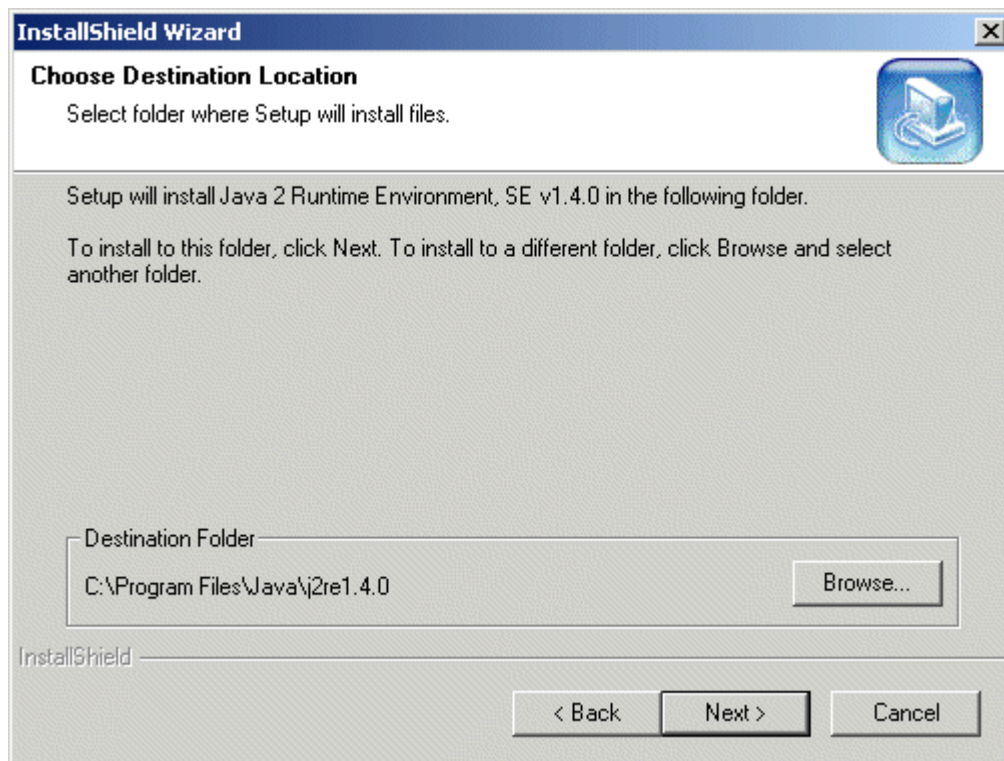 InstallShield Wizard
Choose Destination Location
Select folder where Setup will install files.
Setup will install Java 2 Runtime Environment, SE v1.4.0 in the following folder.
To install to this folder, click Next. To install to a different folder, click Browse and select
another folder.
Destination Folder
C:\Program Files\Java\j2re1.4.0
Browse...
InstallShield
< Back
Next >
Cancel